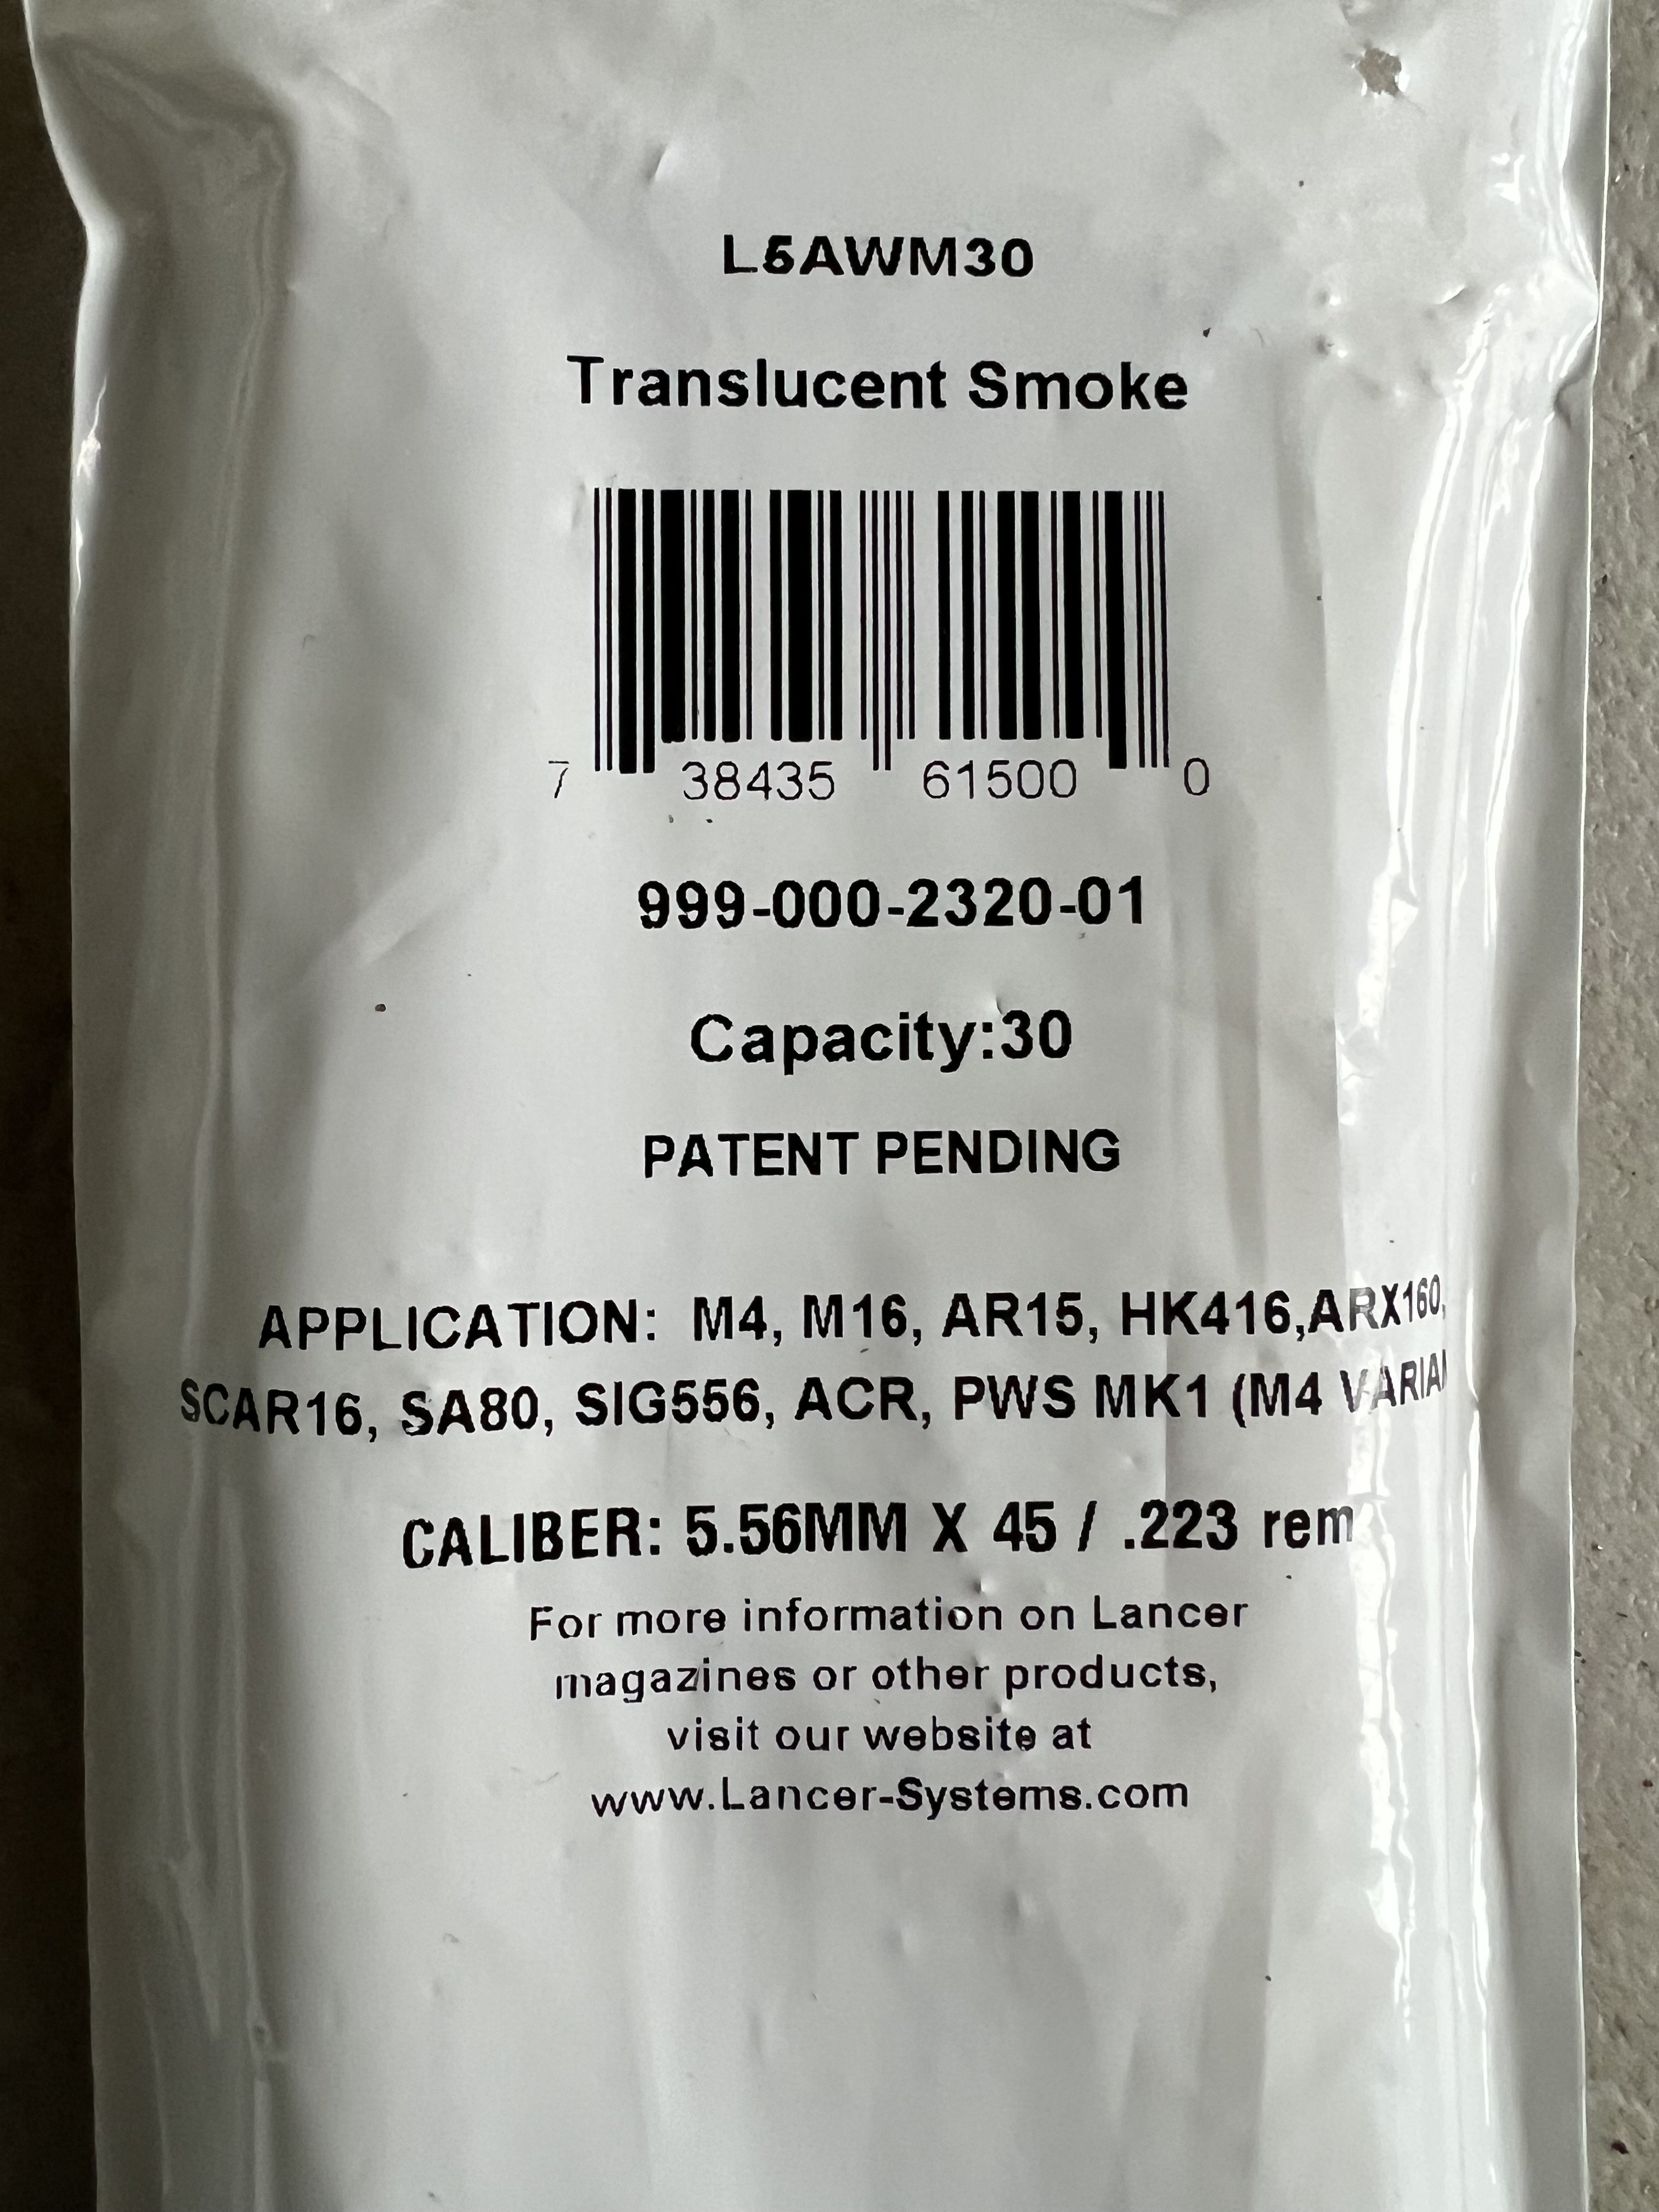 L5AWM30
Translucent Smoke
7 38435 61500 0
999-000-2320-01
Capacity:30
PATENT PENDING
APPLICATION: M4, M16, AR15, HK416,ARX160,
SCAR16, SA80, SIG556, ACR, PWS MK1 (M4
CALIBER: 5.56MM X 45 / .223 rem
For more information on Lancer
magazines or other products,
visit our website at
www.Lancer-Systems.com